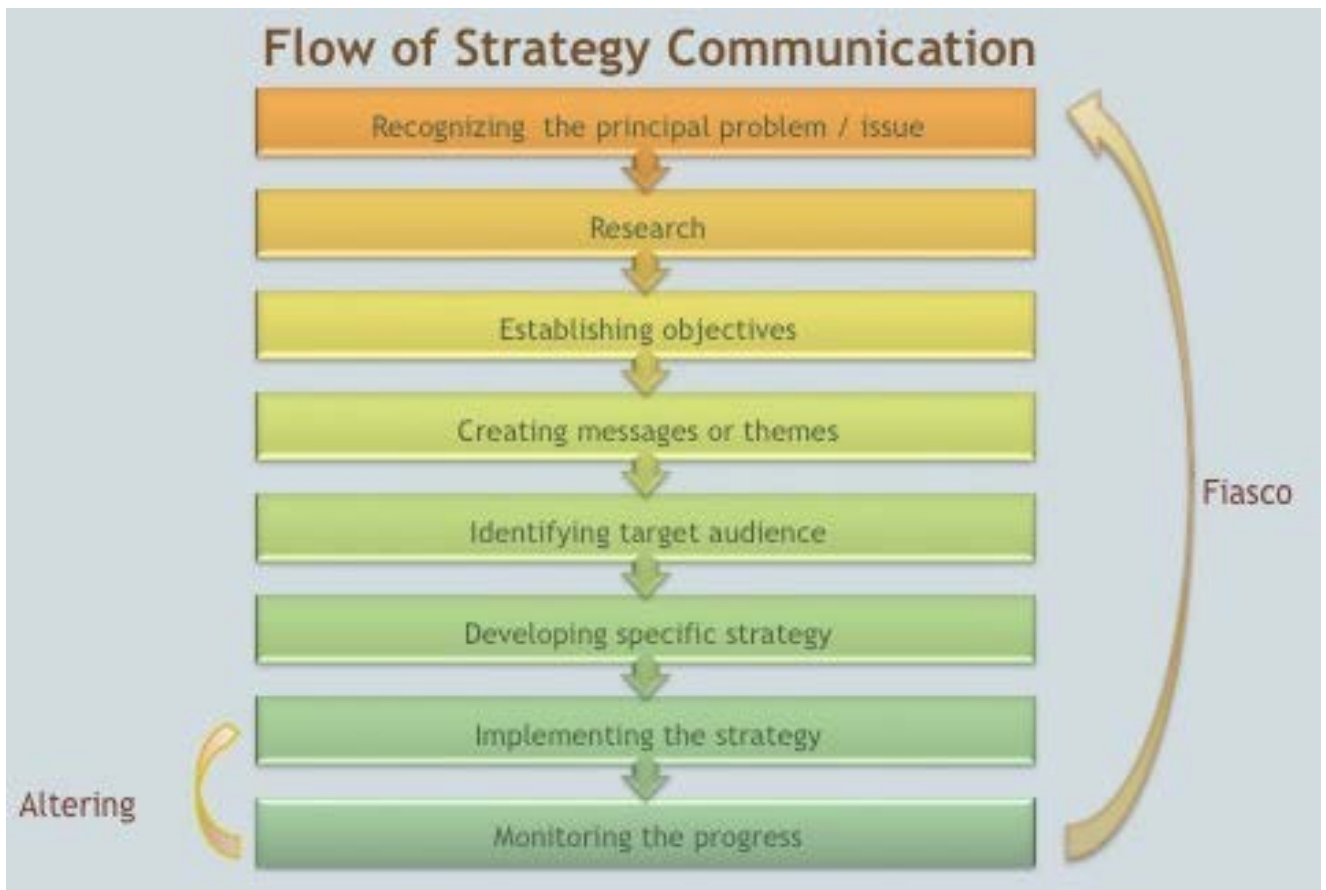 Flow of Strategy Communication
Recognizing the principal problem / issue
Research
Establishing objectives
Creating messages or themes
Identifying target audience
Fiasco
Developing specific strategy
Implementing the strategy
Altering
Monitoring the progress